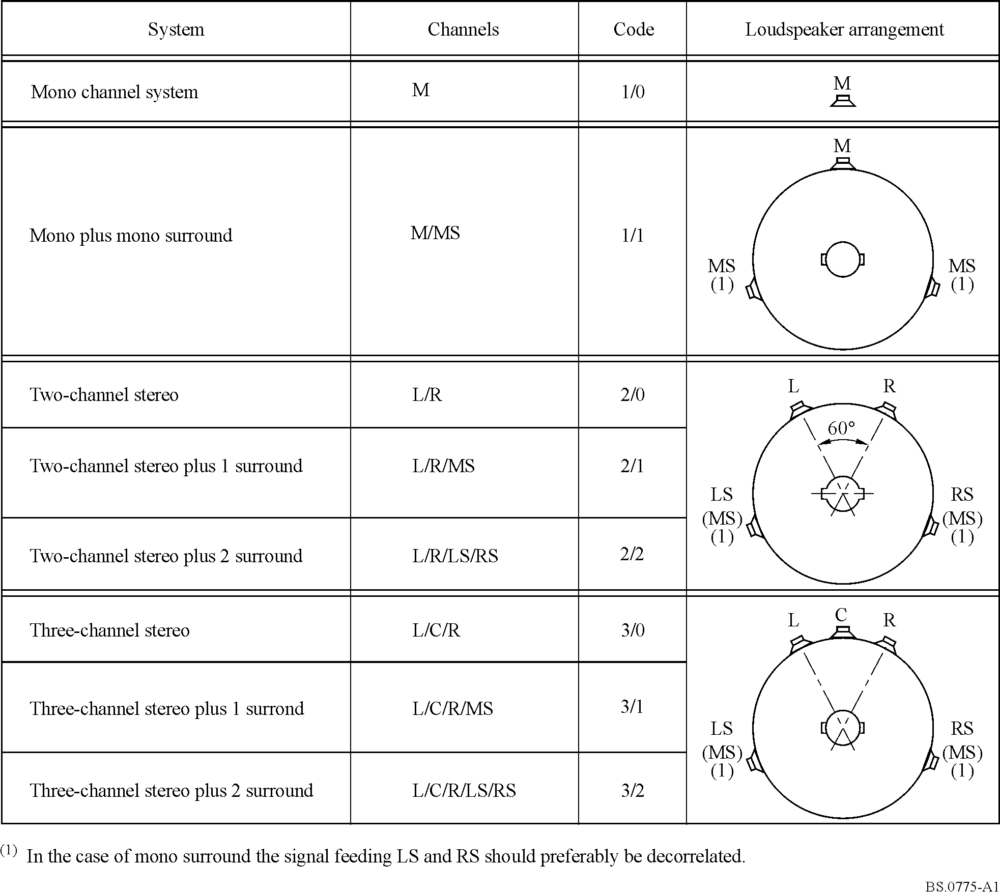 System Channels Code Loudspeaker arrangement
Mono channel system M 1/0 M
Mono plus mono surround M/MS 1/1
M
MS MS
(1) (1)
Two-channel stereo L/R 2/0
Two-channel stereo plus 1 surround L/R/MS 2/1
Two-channel stereo plus 2 surround L/R/LS/RS 2/2
L R
60°
LS RS
(MS) (MS)
(1) (1)
Three-channel stereo L/C/R 3/0
Three-channel stereo plus 1 surrond L/C/R/MS 3/1
Three-channel stereo plus 2 surround L/C/R/LS/RS 3/2
L C R
LS RS
(MS) (MS)
(1) (1)
(1) In the case of mono surround the signal feeding LS and RS should preferably be decorrelated.
BS.0775-A1